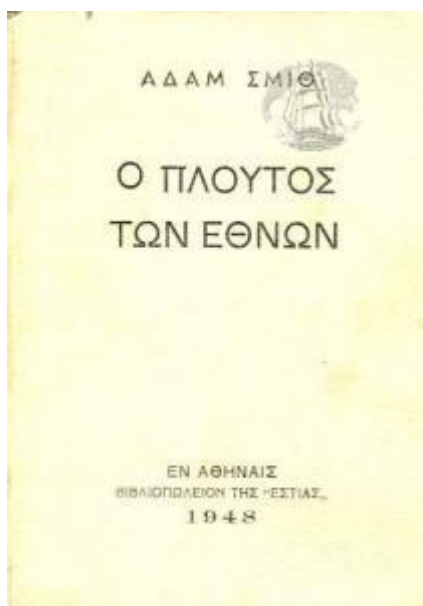 ΑΔΑΜ ΣΜΙΘ
Ο ΠΛΟΥΤΟΣ
ΤΩΝ ΕΘΝΩΝ
ΕΝ ΑΘΗΝΑΙΣ
ΒΙΒΛΙΟΠΩΛΕΙΟΝ ΤΗΣ "ΕΣΤΙΑΣ„
1948